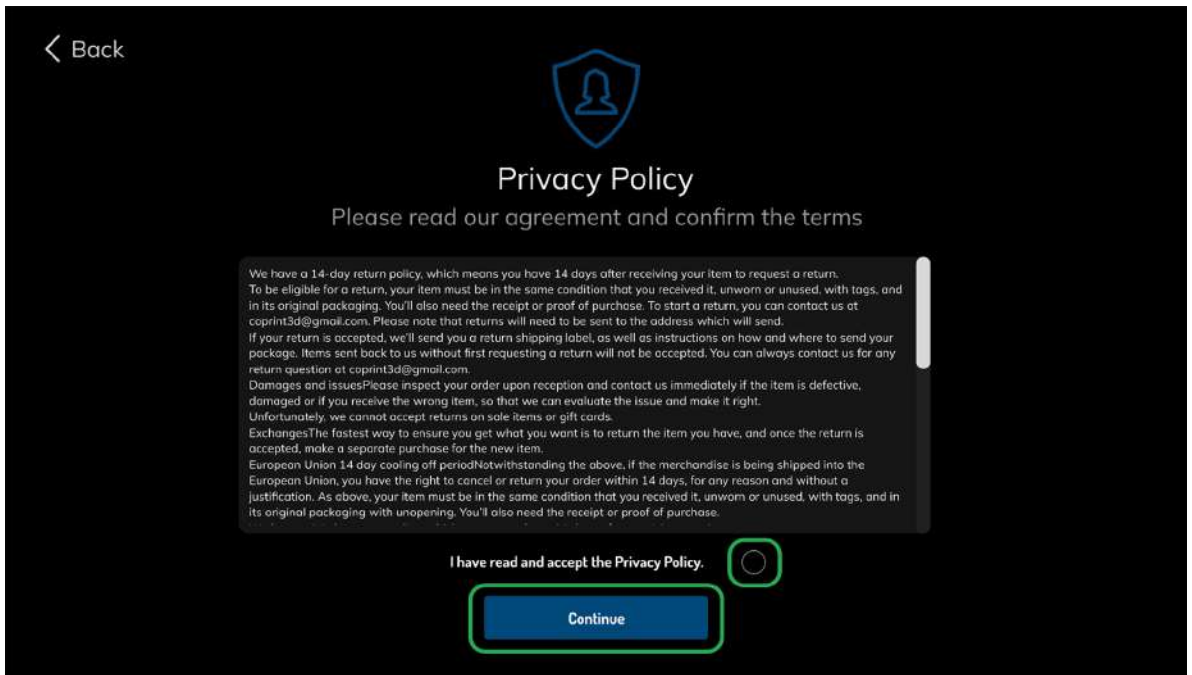 Back
Privacy Policy
Please read our agreement and confirm the terms
We have a 14-day return policy, which means you have 14 days after receiving your item to request a return.
To be eligible for a return, your item must be in the same condition that you received it, unworn or unused, with tags, and
in its original packaging. You'll also need the receipt or proof of purchase. To start a return, you can contact us at
coprint3d@gmail.com. Please note that returns will need to be sent to the address which will send.
If your return is accepted, we'll send you a return shipping label, as well as instructions on how and where to send your
package. Items sent back to us without first requesting a return will not be accepted. You can always contact us for any
return question at coprint3d@gmail.com.
Damages and issuesPlease inspect your order upon reception and contact us immediately if the item is defective,
damaged or if you receive the wrong item, so that we can evaluate the issue and make it right.
Unfortunately, we cannot accept returns on sale items or gift cards.
ExchangesThe fastest way to ensure you get what you want is to return the item you have, and once the return is
accepted, make a separate purchase for the new item.
European Union 14 day cooling off periodNotwithstanding the above, if the merchandise is being shipped into the
European Union, you have the right to cancel or return your order within 14 days, for any reason and without a
justification. As above, your item must be in the same condition that you received it, unworn or unused, with tags, and in
its original packaging with unopening. You'll also need the receipt or proof of purchase.
I have read and accept the Privacy Policy.
Continue